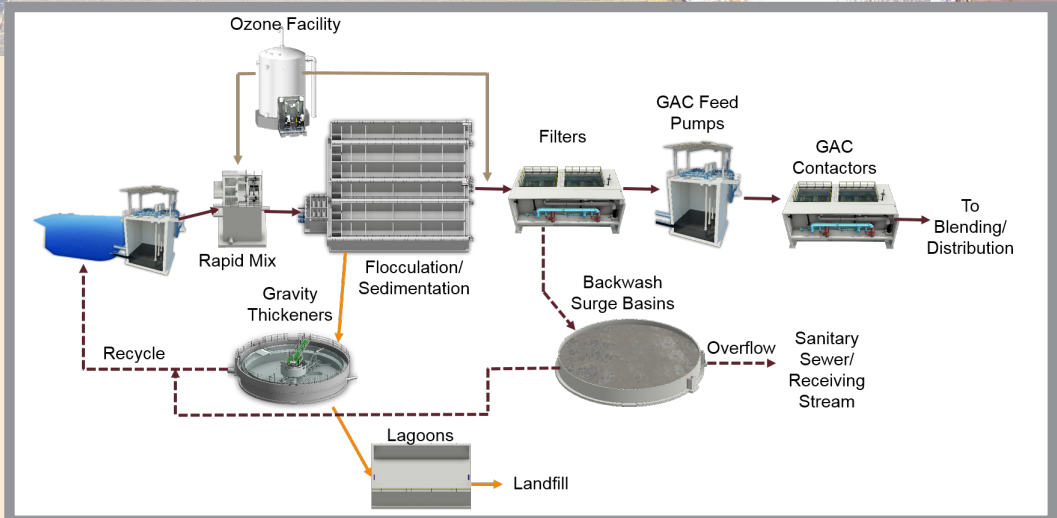 Ozone Facility
GAC Feed
Pumps
Filters
GAC
Contactors
To
Blending/
Distribution
Rapid Mix
Flocculation/
Sedimentation
Gravity
Thickeners
Backwash
Surge Basins
Recycle
Overflow
Sanitary
Sewer/
Receiving
Stream
Lagoons
Landfill